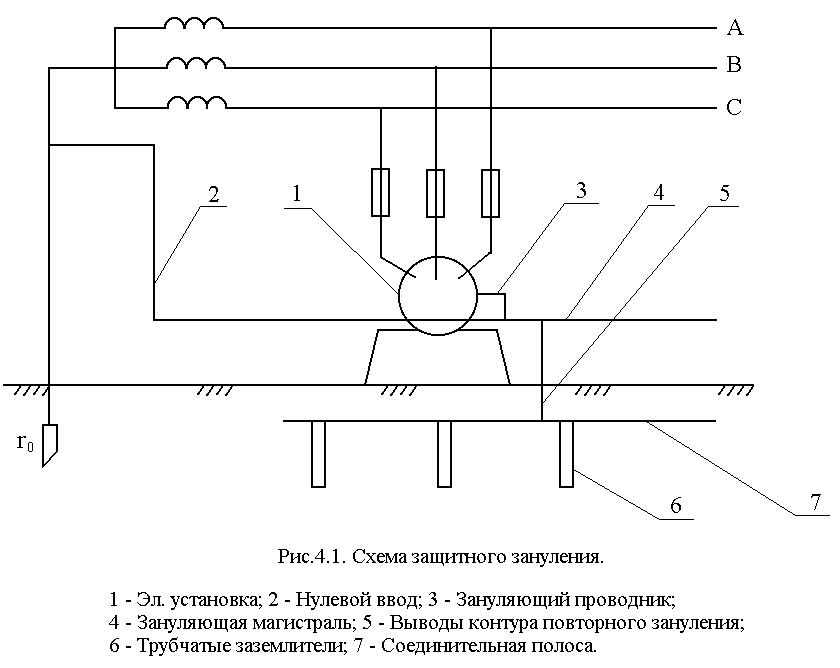 A
B
C
2
1
3
4
5
r0
6
7
Рис.4.1. Схема защитного зануления.
1 - Эл. установка; 2 - Нулевой ввод; 3 - Зануляющий проводник;
4 - Зануляющая магистраль; 5 - Выводы контура повторного зануления;
6 - Трубчатые заземлители; 7 - Соединительная полоса.